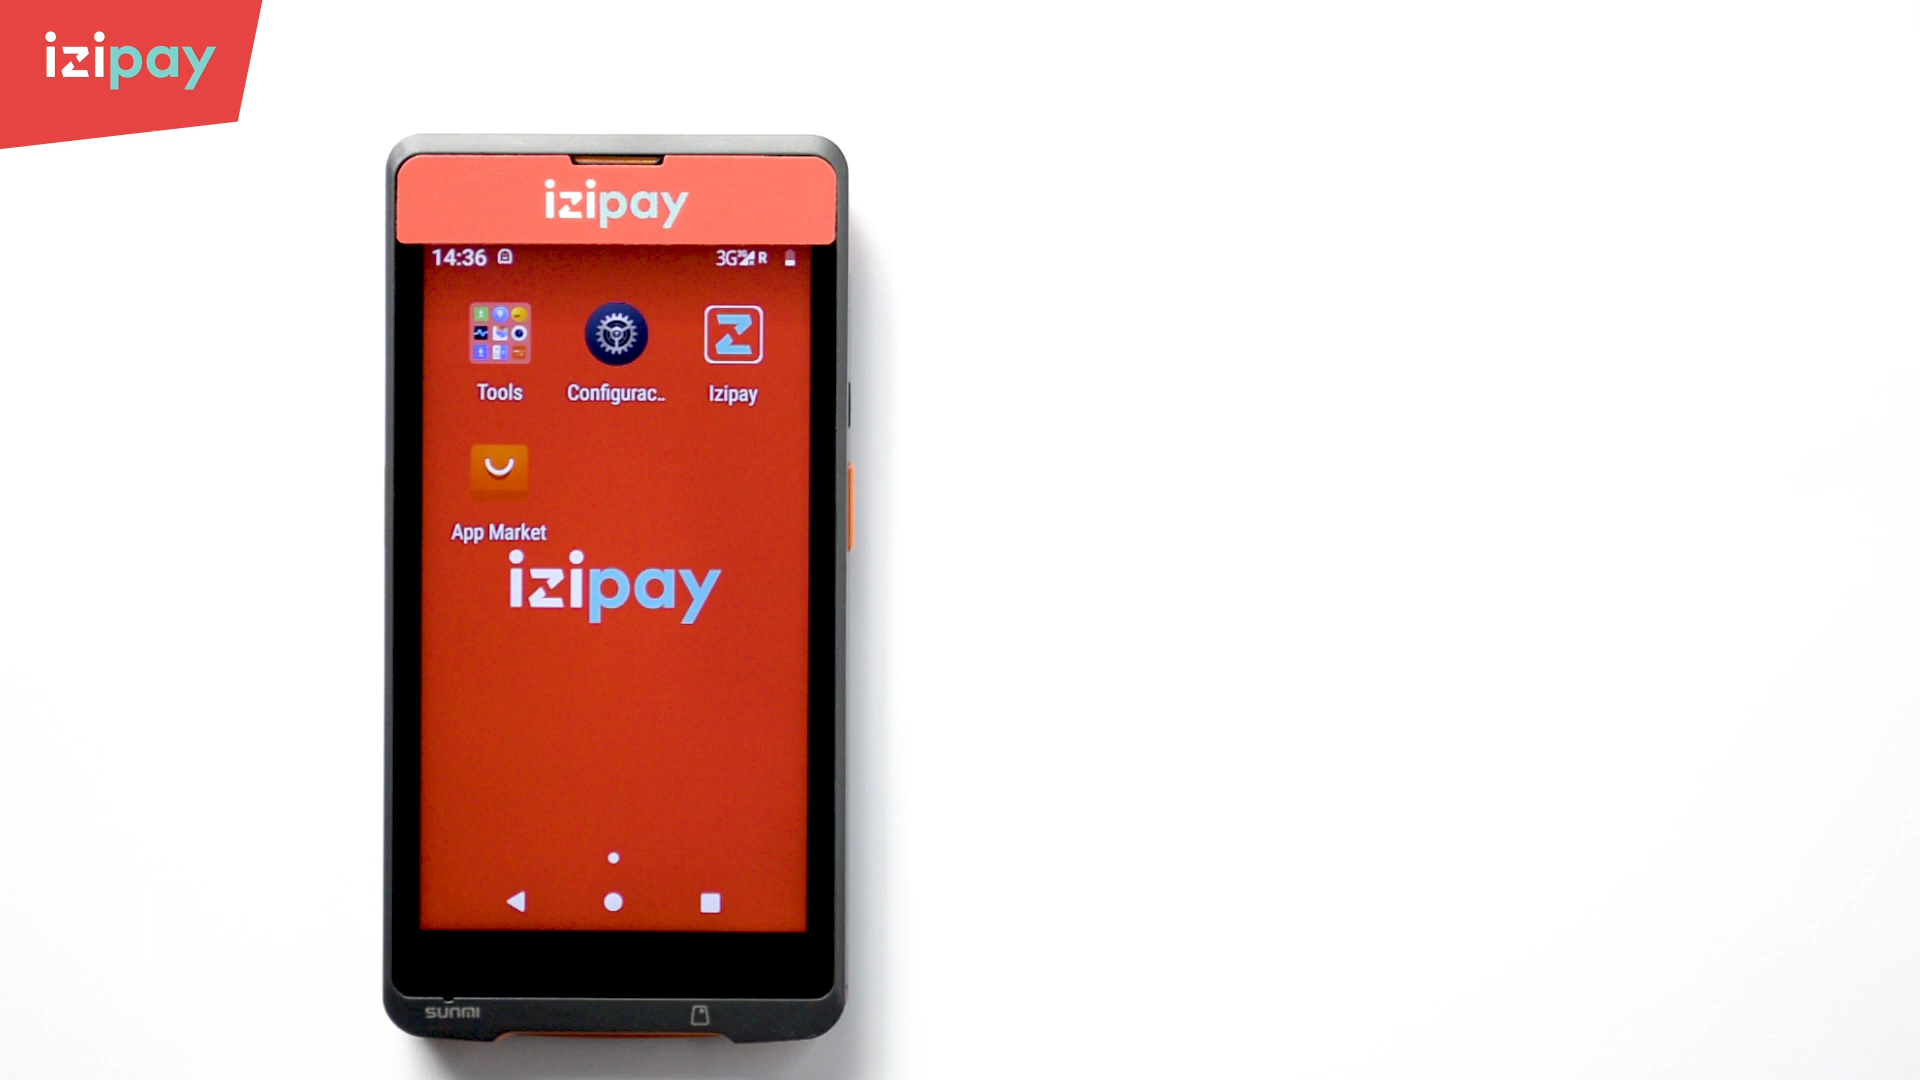 izipay
izipay
14:36 3G R
Tools Configurac.. Izipay
App Market
izipay
sunmi